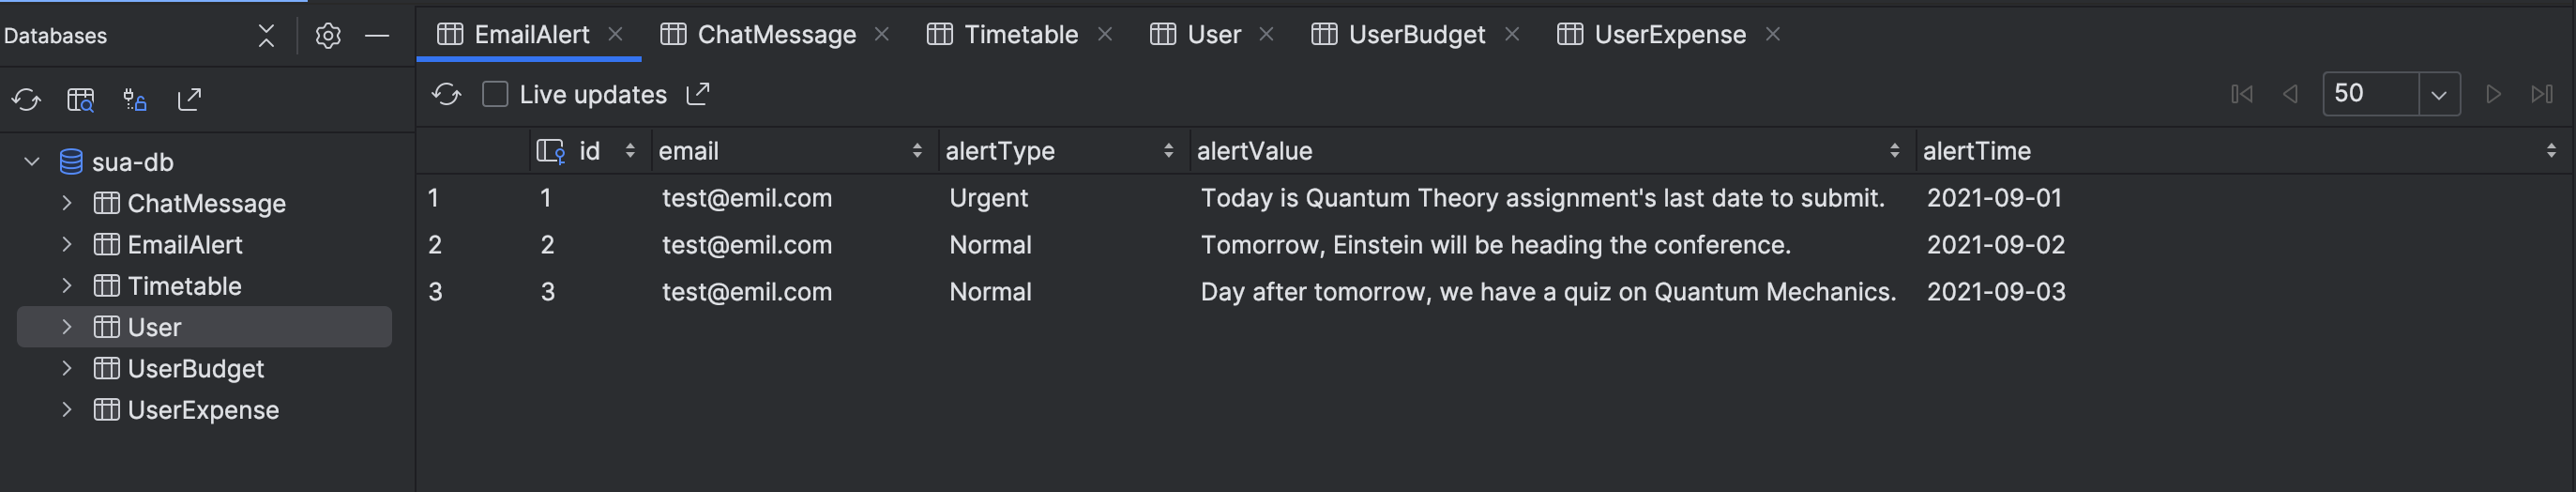 Databases
sua-db
ChatMessage
EmailAlert
Timetable
User
UserBudget
UserExpense
EmailAlert ChatMessage Timetable User UserBudget UserExpense
Live updates 50
id email alertType alertValue alertTime
1 1 test@emil.com Urgent Today is Quantum Theory assignment's last date to submit. 2021-09-01
2 2 test@emil.com Normal Tomorrow, Einstein will be heading the conference. 2021-09-02
3 3 test@emil.com Normal Day after tomorrow, we have a quiz on Quantum Mechanics. 2021-09-03